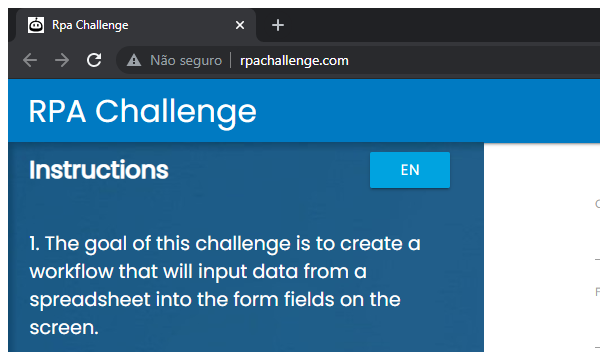 Rpa Challenge
Não seguro
rpachallenge.com
RPA Challenge
Instructions
EN
1. The goal of this challenge is to create a
workflow that will input data from a
spreadsheet into the form fields on the
screen.